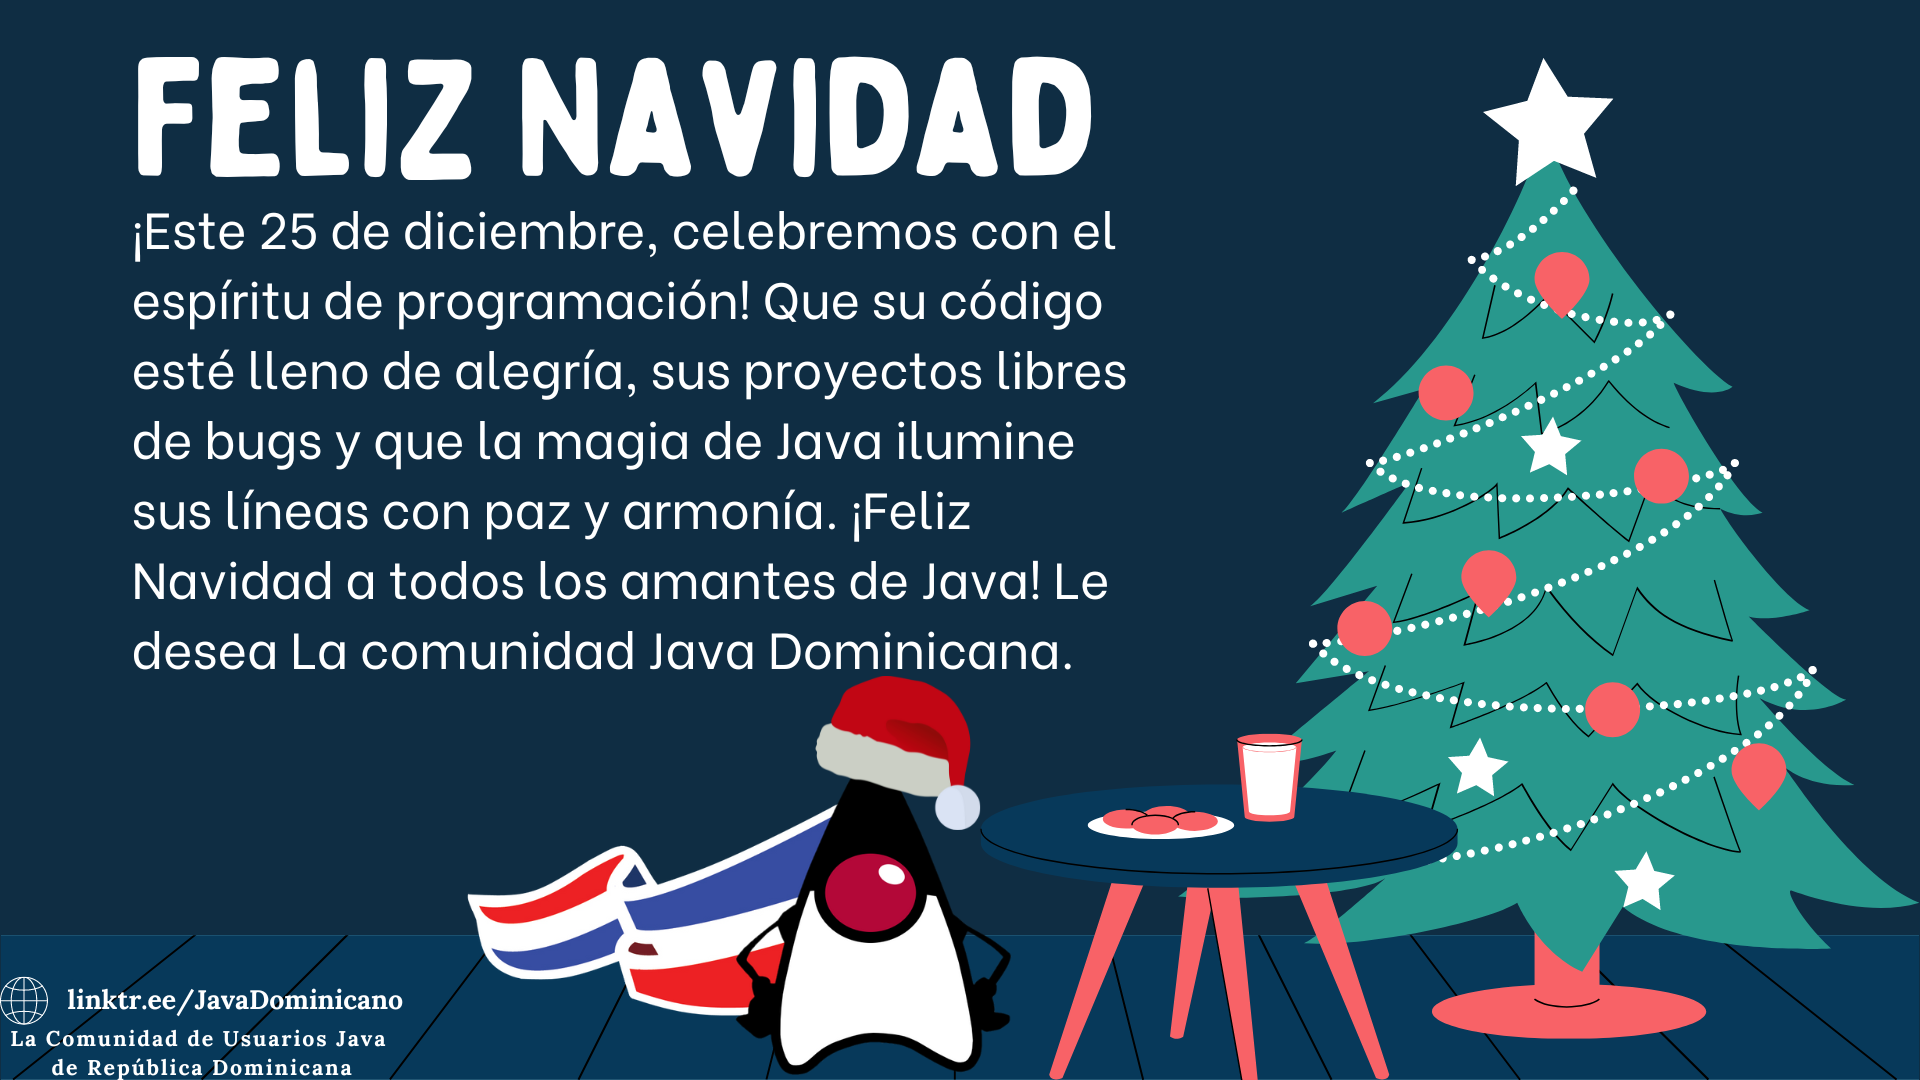 FELIZ NAVIDAD
¡Este 25 de diciembre, celebremos con el
espíritu de programación! Que su código
esté lleno de alegría, sus proyectos libres
de bugs y que la magia de Java ilumine
sus líneas con paz y armonía. ¡Feliz
Navidad a todos los amantes de Java! Le
desea La comunidad Java Dominicana.
linktr.ee/JavaDominicano
La Comunidad de Usuarios Java
de República Dominicana